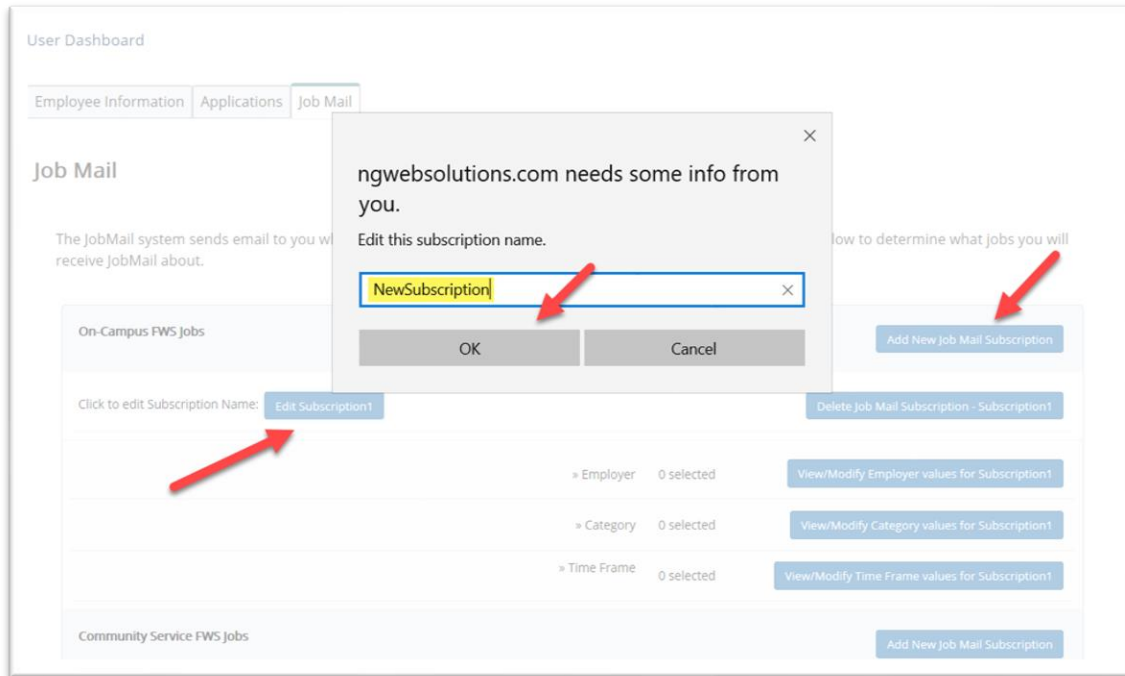 User Dashboard
Employee Information
Applications
Job Mail
Job Mail
ngwebsolutions.com needs some info from
you.
Edit this subscription name.
The JobMail system sends email to you
low to determine what jobs you will
receive JobMail about.
NewSubscription
OK
Cancel
On-Campus FWS Jobs
Add New Job Mail Subscription
Click to edit Subscription Name:
Edit Subscription1
Delete Job Mail Subscription - Subscription1
» Employer 0 selected
View/Modify Employer values for Subscription1
» Category 0 selected
View/Modify Category values for Subscription1
» Time Frame 0 selected
View/Modify Time Frame values for Subscription1
Community Service FWS Jobs
Add New Job Mail Subscription